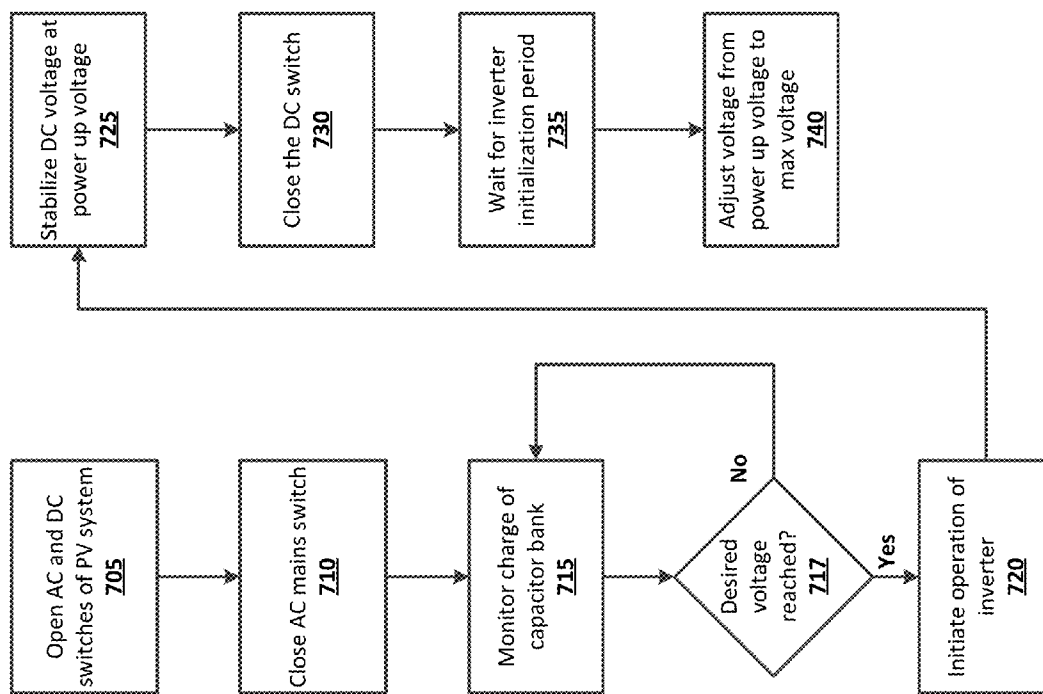 Open AC and DC
switches of PV system
705
Close AC mains switch
710
Monitor charge of
capacitor bank
715
Desired
voltage
reached?
717
No
Yes
Initiate operation of
inverter
720
Stabilize DC voltage at
power up voltage
725
Close the DC switch
730
Wait for inverter
initialization period
735
Adjust voltage from
power up voltage to
max voltage
740